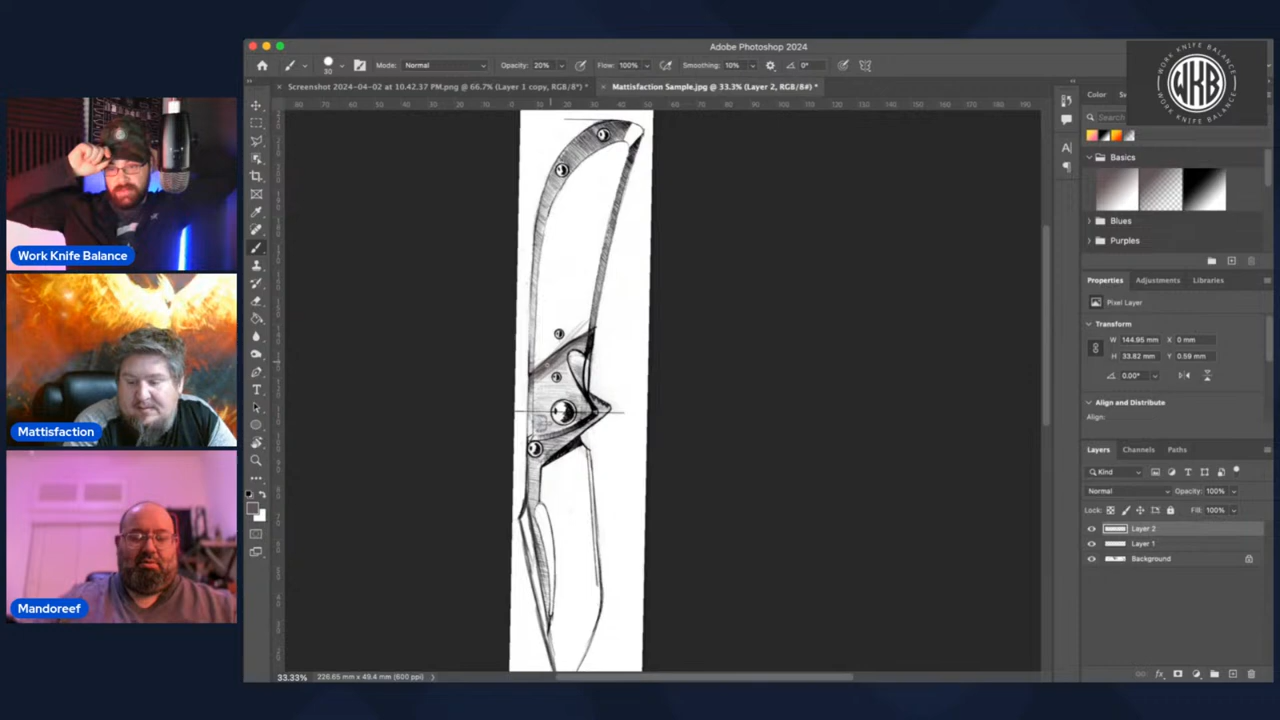 Adobe Photoshop 2024
Mode: Normal
Opacity: 20%
Flow: 100%
Smoothing: 10%
0°
Screenshot 2024-04-02 at 10.42.37 PM.png @ 66.7% (Layer 1 copy, RGB/8*) *
Mattisfaction Sample.jpg @ 33.3% (Layer 2, RGB/8#) *
WORK KNIFE BALANCE
WKB
WORK KNIFE BALANCE
Color
Search
Basics
Blues
Purples
Properties
Adjustments
Libraries
Pixel Layer
Transform
W 144.95 mm
X 0 mm
H 33.82 mm
Y 0.59 mm
0.00°
Align and Distribute
Align:
Layers
Channels
Paths
Kind
Normal
Opacity: 100%
Lock:
Fill: 100%
Layer 2
Layer 1
Background
Work Knife Balance
Mattisfaction
Mandoreef
33.33%
226.65 mm x 49.4 mm (600 ppi)